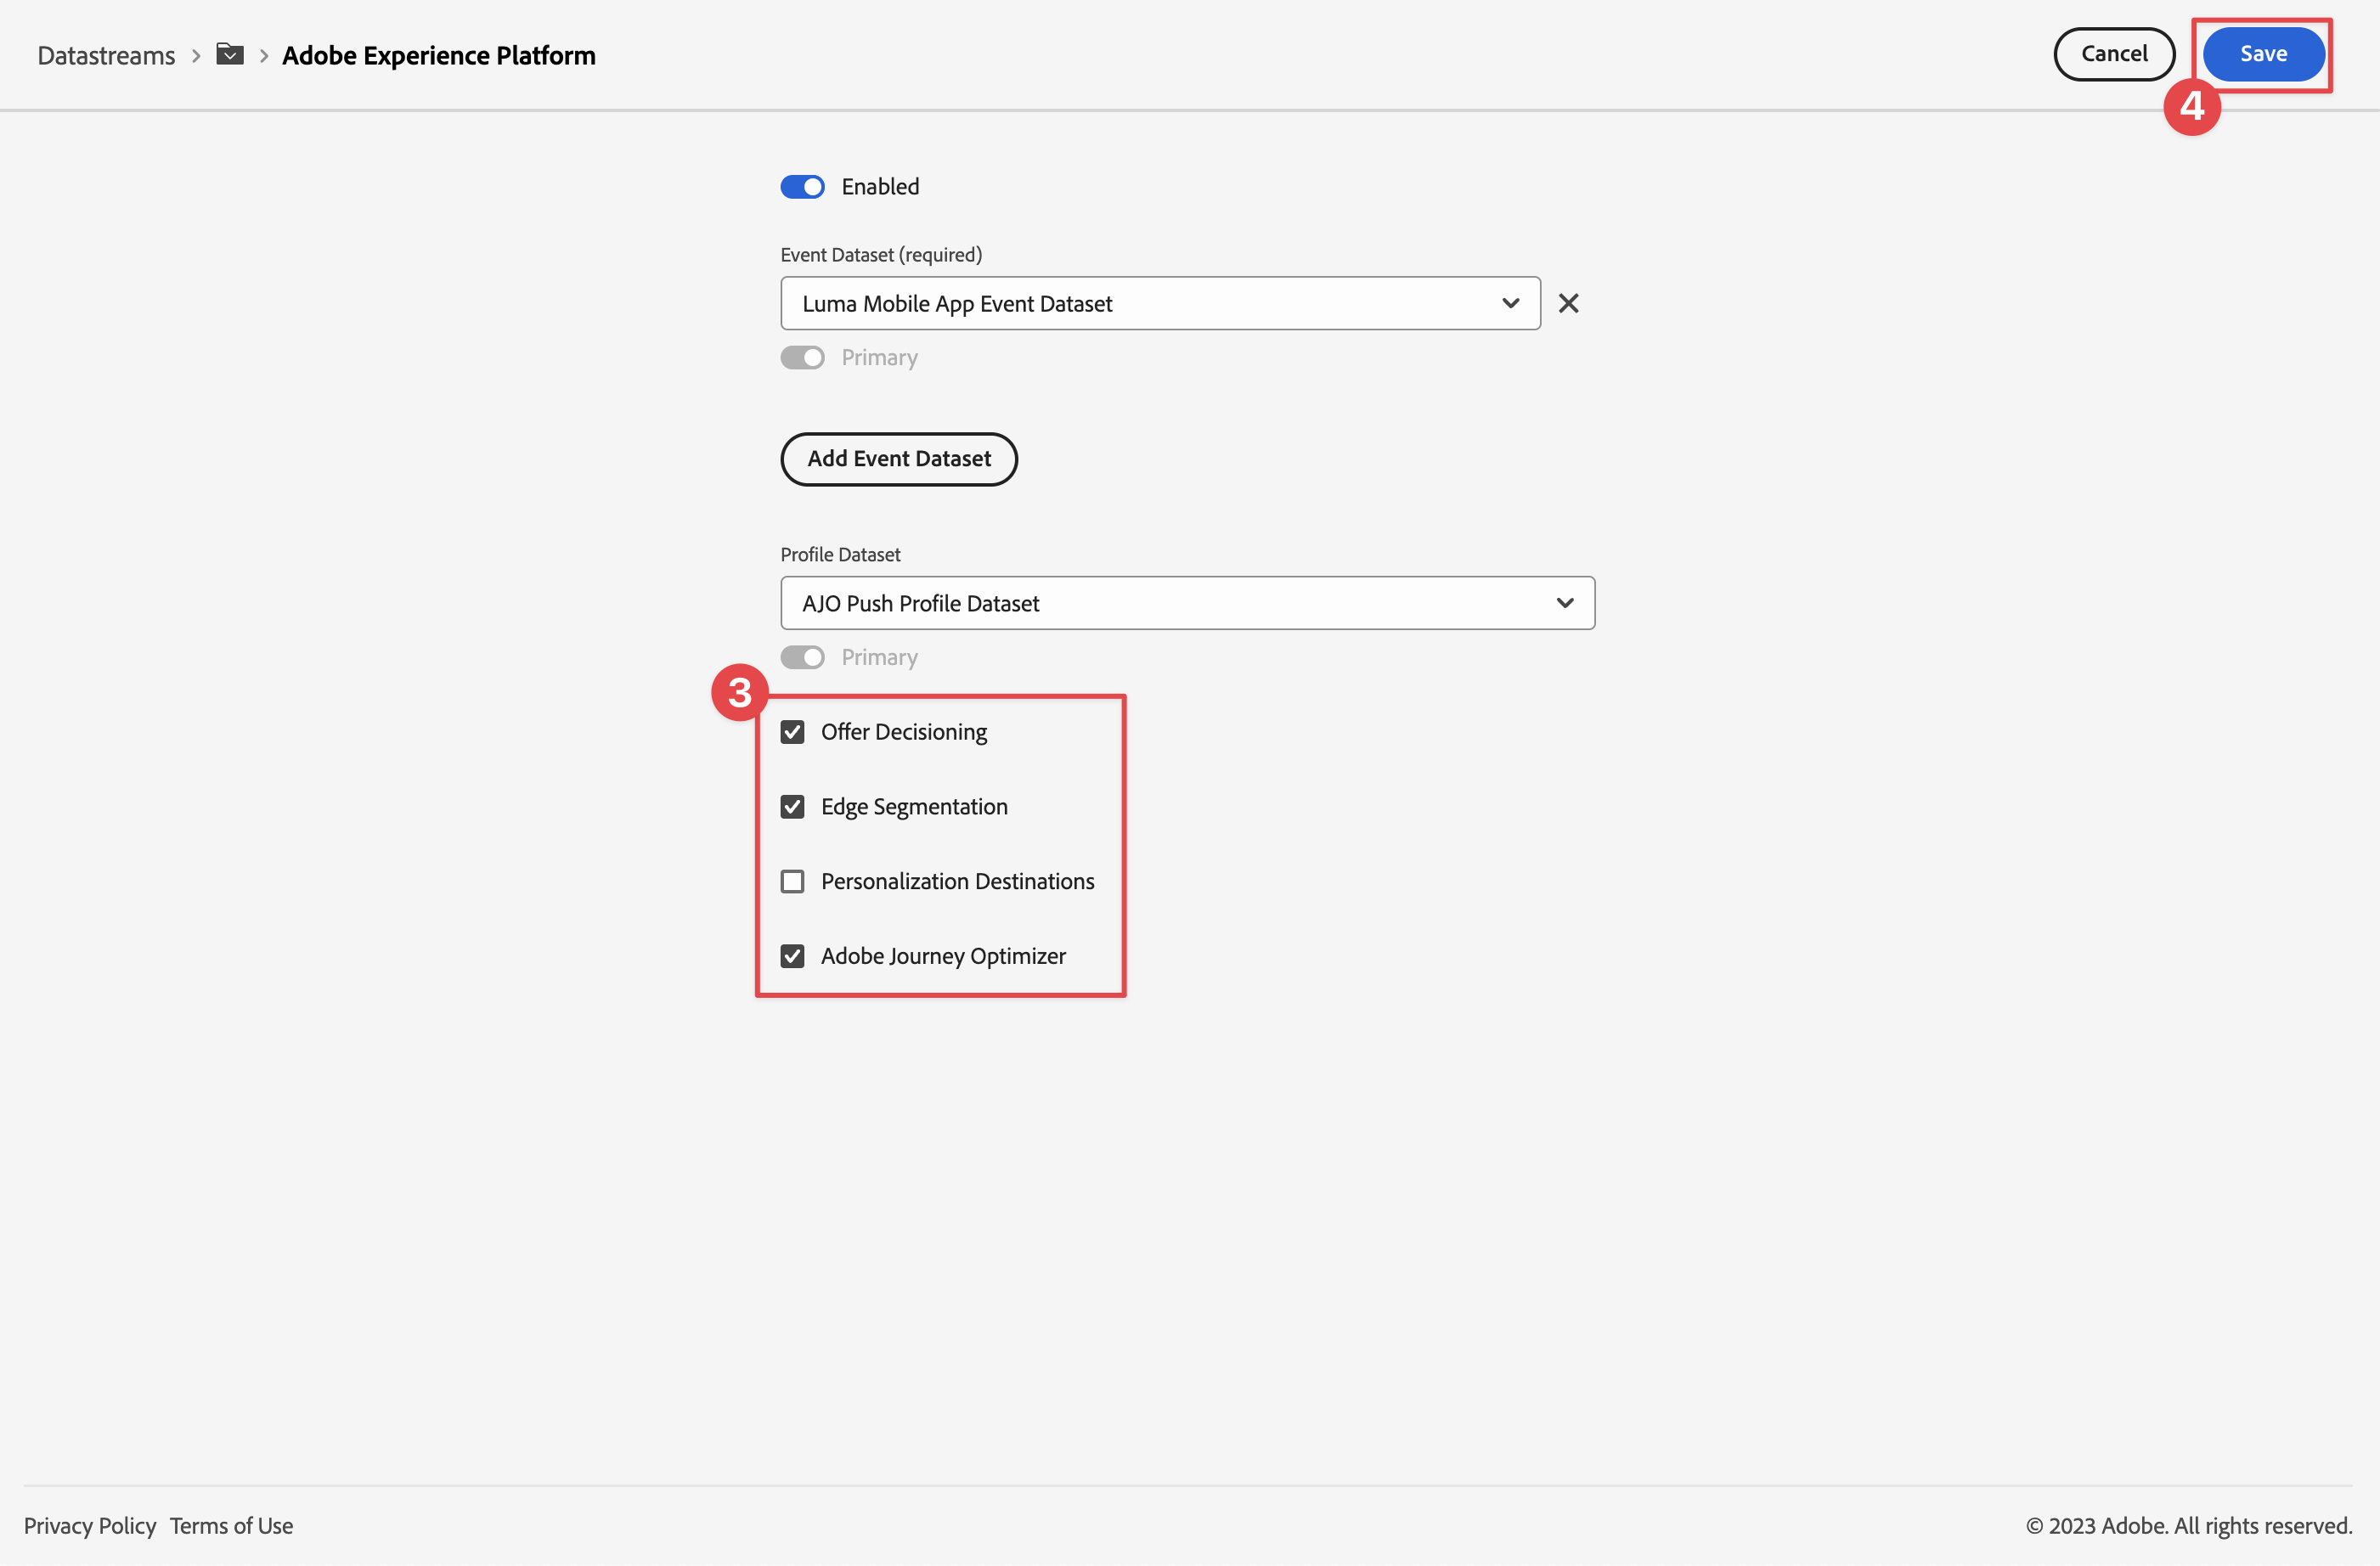 Datastreams > > Adobe Experience Platform
Cancel
Save
4
Enabled
Event Dataset (required)
Luma Mobile App Event Dataset
Primary
Add Event Dataset
Profile Dataset
AJO Push Profile Dataset
Primary
3
Offer Decisioning
Edge Segmentation
Personalization Destinations
Adobe Journey Optimizer
Privacy Policy Terms of Use
© 2023 Adobe. All rights reserved.